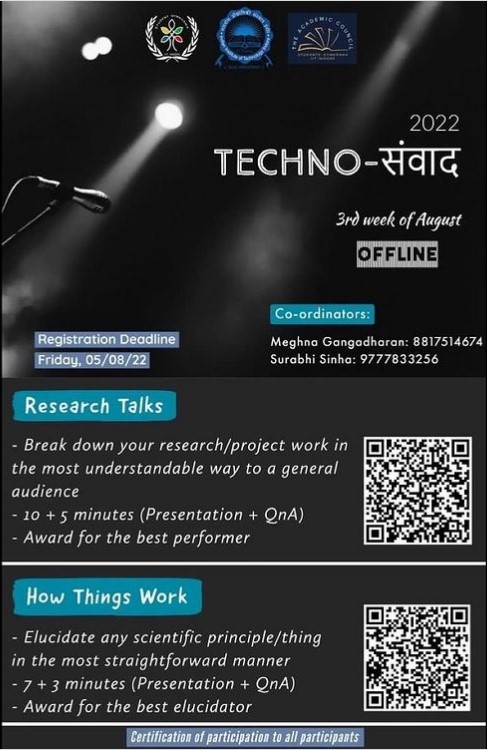 THE ACADEMIC COUNCIL
2022
TECHNO-संवाद
3rd week of August
OFFLINE
Co-ordinators:
Meghna Gangadharan: 8817514674
Surabhi Sinha: 9777833256
Registration Deadline
Friday, 05/08/22
Research Talks
- Break down your research/project work in
the most understandable way to a general
audience
- 10 + 5 minutes (Presentation + QnA)
- Award for the best performer
How Things Work
- Elucidate any scientific principle/thing
in the most straightforward manner
- 7 + 3 minutes (Presentation + QnA)
- Award for the best elucidator
Certification of participation to all participants